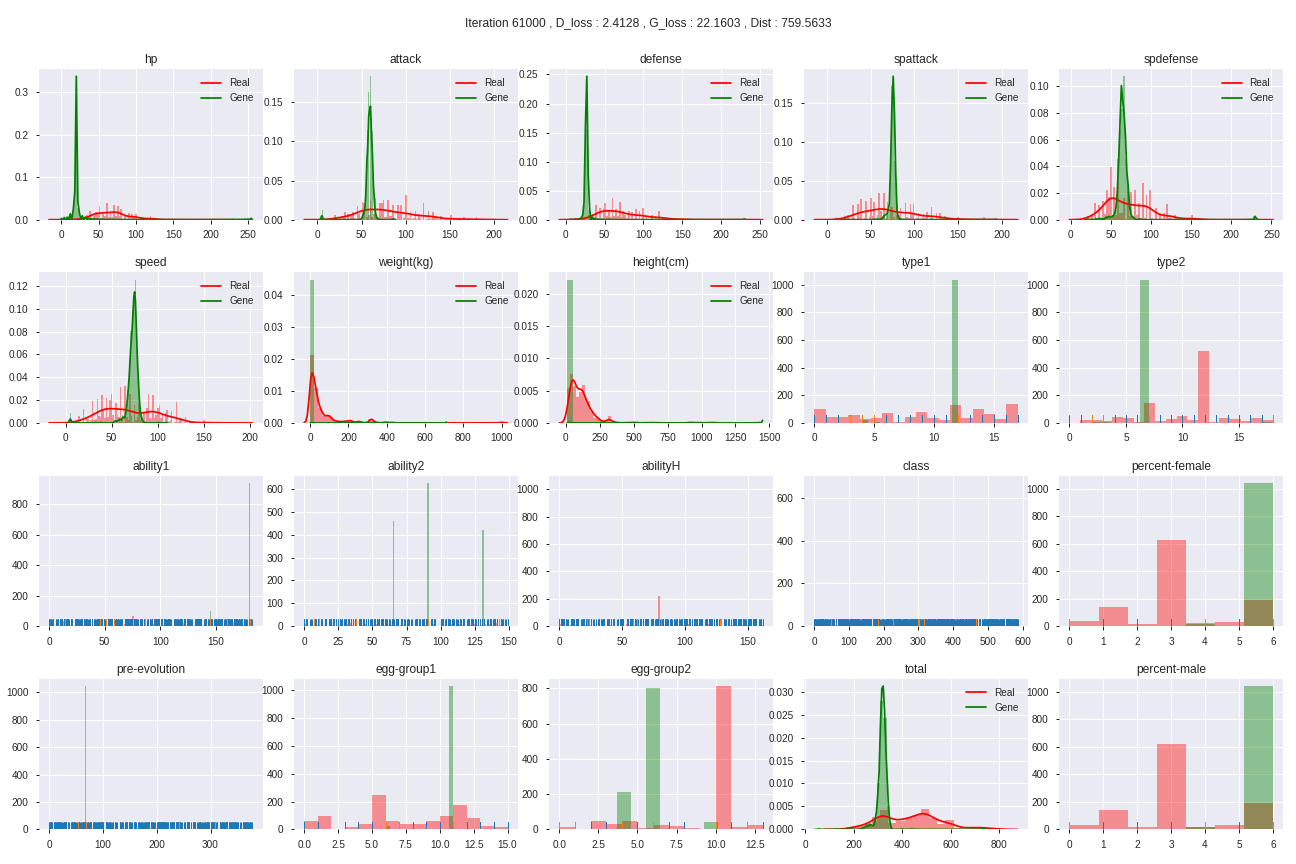 Iteration 61000 , D_loss : 2.4128 , G_loss : 22.1603 , Dist : 759.5633
hp attack defense spattack spdefense
Real Real Real Real Real
Gene Gene Gene Gene Gene
0.3 0.15 0.25 0.15 0.10
0.2 0.10 0.20 0.10 0.08
0.1 0.05 0.15 0.05 0.06
0.0 0.00 0.10 0.00 0.04
0.05 0.02
0.00 0.00
0 50 100 150 200 250 0 50 100 150 200 0 50 100 150 200 250 0 50 100 150 200 0 50 100 150 200 250
speed weight(kg) height(cm) type1 type2
Real Real Real
Gene Gene Gene
0.12 0.04 0.020 1000 1000
0.10 0.03 0.015 800 800
0.08 0.02 0.010 600 600
0.06 0.01 0.005 400 400
0.04 0.00 0.000 200 200
0.02 0 0
0.00
0 50 100 150 200 0 200 400 600 800 1000 0 250 500 750 1000 1250 1500 0 5 10 15 0 5 10 15
ability1 ability2 abilityH class percent-female
800 600 1000 600 1000
600 500 800 400 800
400 400 600 200 600
200 300 400 0 400
0 200 200 200
100 0 0
0
0 50 100 150 0 25 50 75 100 125 150 0 50 100 150 0 100 200 300 400 500 600 0 1 2 3 4 5 6
pre-evolution egg-group1 egg-group2 total percent-male
Real
Gene
1000 1000 800 0.030 1000
800 800 600 0.025 800
600 600 400 0.020 600
400 400 200 0.015 400
200 200 0 0.010 200
0 0 0.005 0
0.000
0 100 200 300 0.0 2.5 5.0 7.5 10.0 12.5 15.0 0.0 2.5 5.0 7.5 10.0 12.5 0 200 400 600 800 0 1 2 3 4 5 6